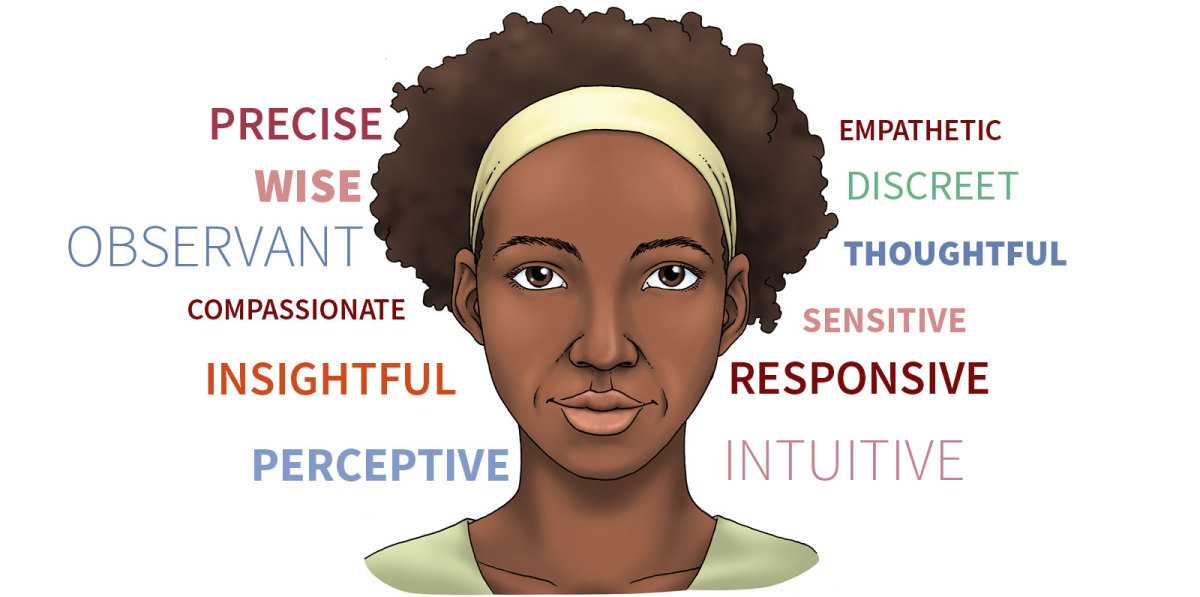 PRECISE
WISE
OBSERVANT
COMPASSIONATE
INSIGHTFUL
PERCEPTIVE
EMPATHETIC
DISCREET
THOUGHTFUL
SENSITIVE
RESPONSIVE
INTUITIVE